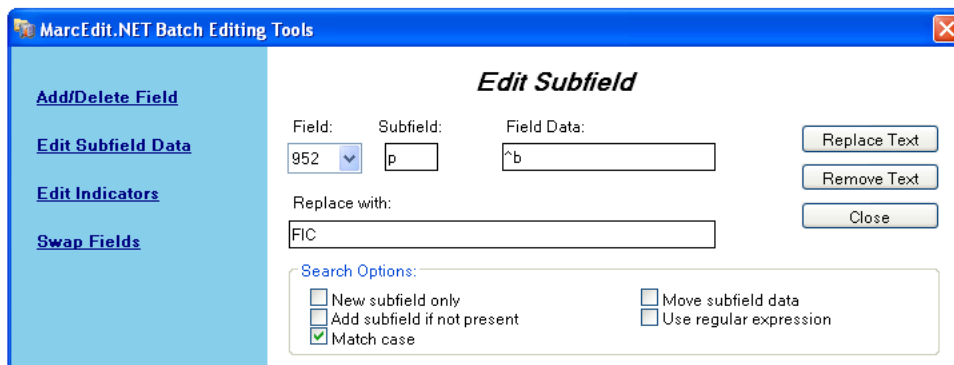 MarcEdit.NET Batch Editing Tools
Add/Delete Field
Edit Subfield Data
Edit Indicators
Swap Fields
Edit Subfield
Field: Subfield: Field Data:
952 p ^b
Replace with:
FIC
Replace Text
Remove Text
Close
Search Options:
New subfield only
Add subfield if not present
Match case
Move subfield data
Use regular expression